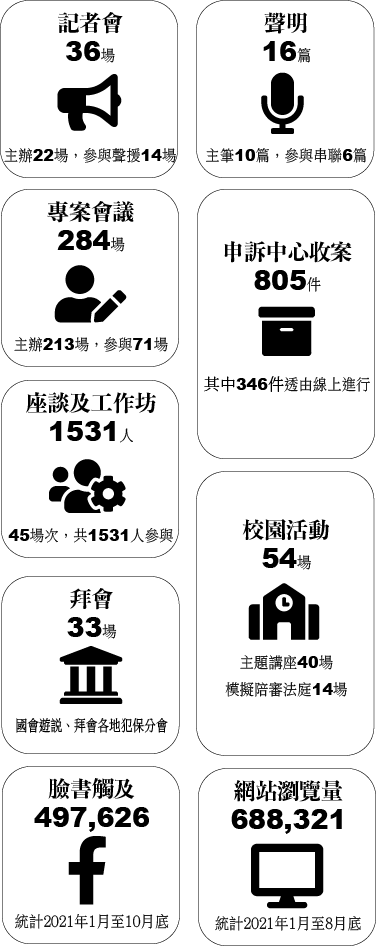 記者會
36場
主辦22場，參與聲援14場
聲明
16篇
主筆10篇，參與串聯6篇
專案會議
284場
主辦213場，參與71場
申訴中心收案
805件
其中346件透由線上進行
座談及工作坊
1531人
45場次，共1531人參與
校園活動
54場
主題講座40場
模擬陪審法庭14場
拜會
33場
國會遊說、拜會各地犯保分會
臉書觸及
497,626
統計2021年1月至10月底
網站瀏覽量
688,321
統計2021年1月至8月底